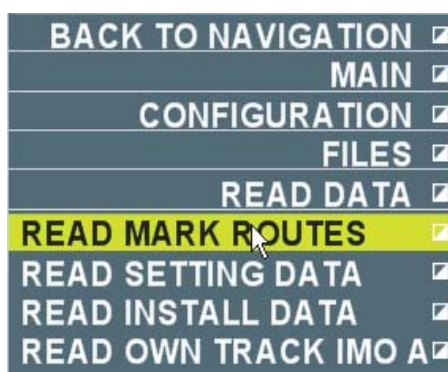 BACK TO NAVIGATION
MAIN
CONFIGURATION
FILES
READ DATA
READ MARK ROUTES
READ SETTING DATA
READ INSTALL DATA
READ OWN TRACK IMO A